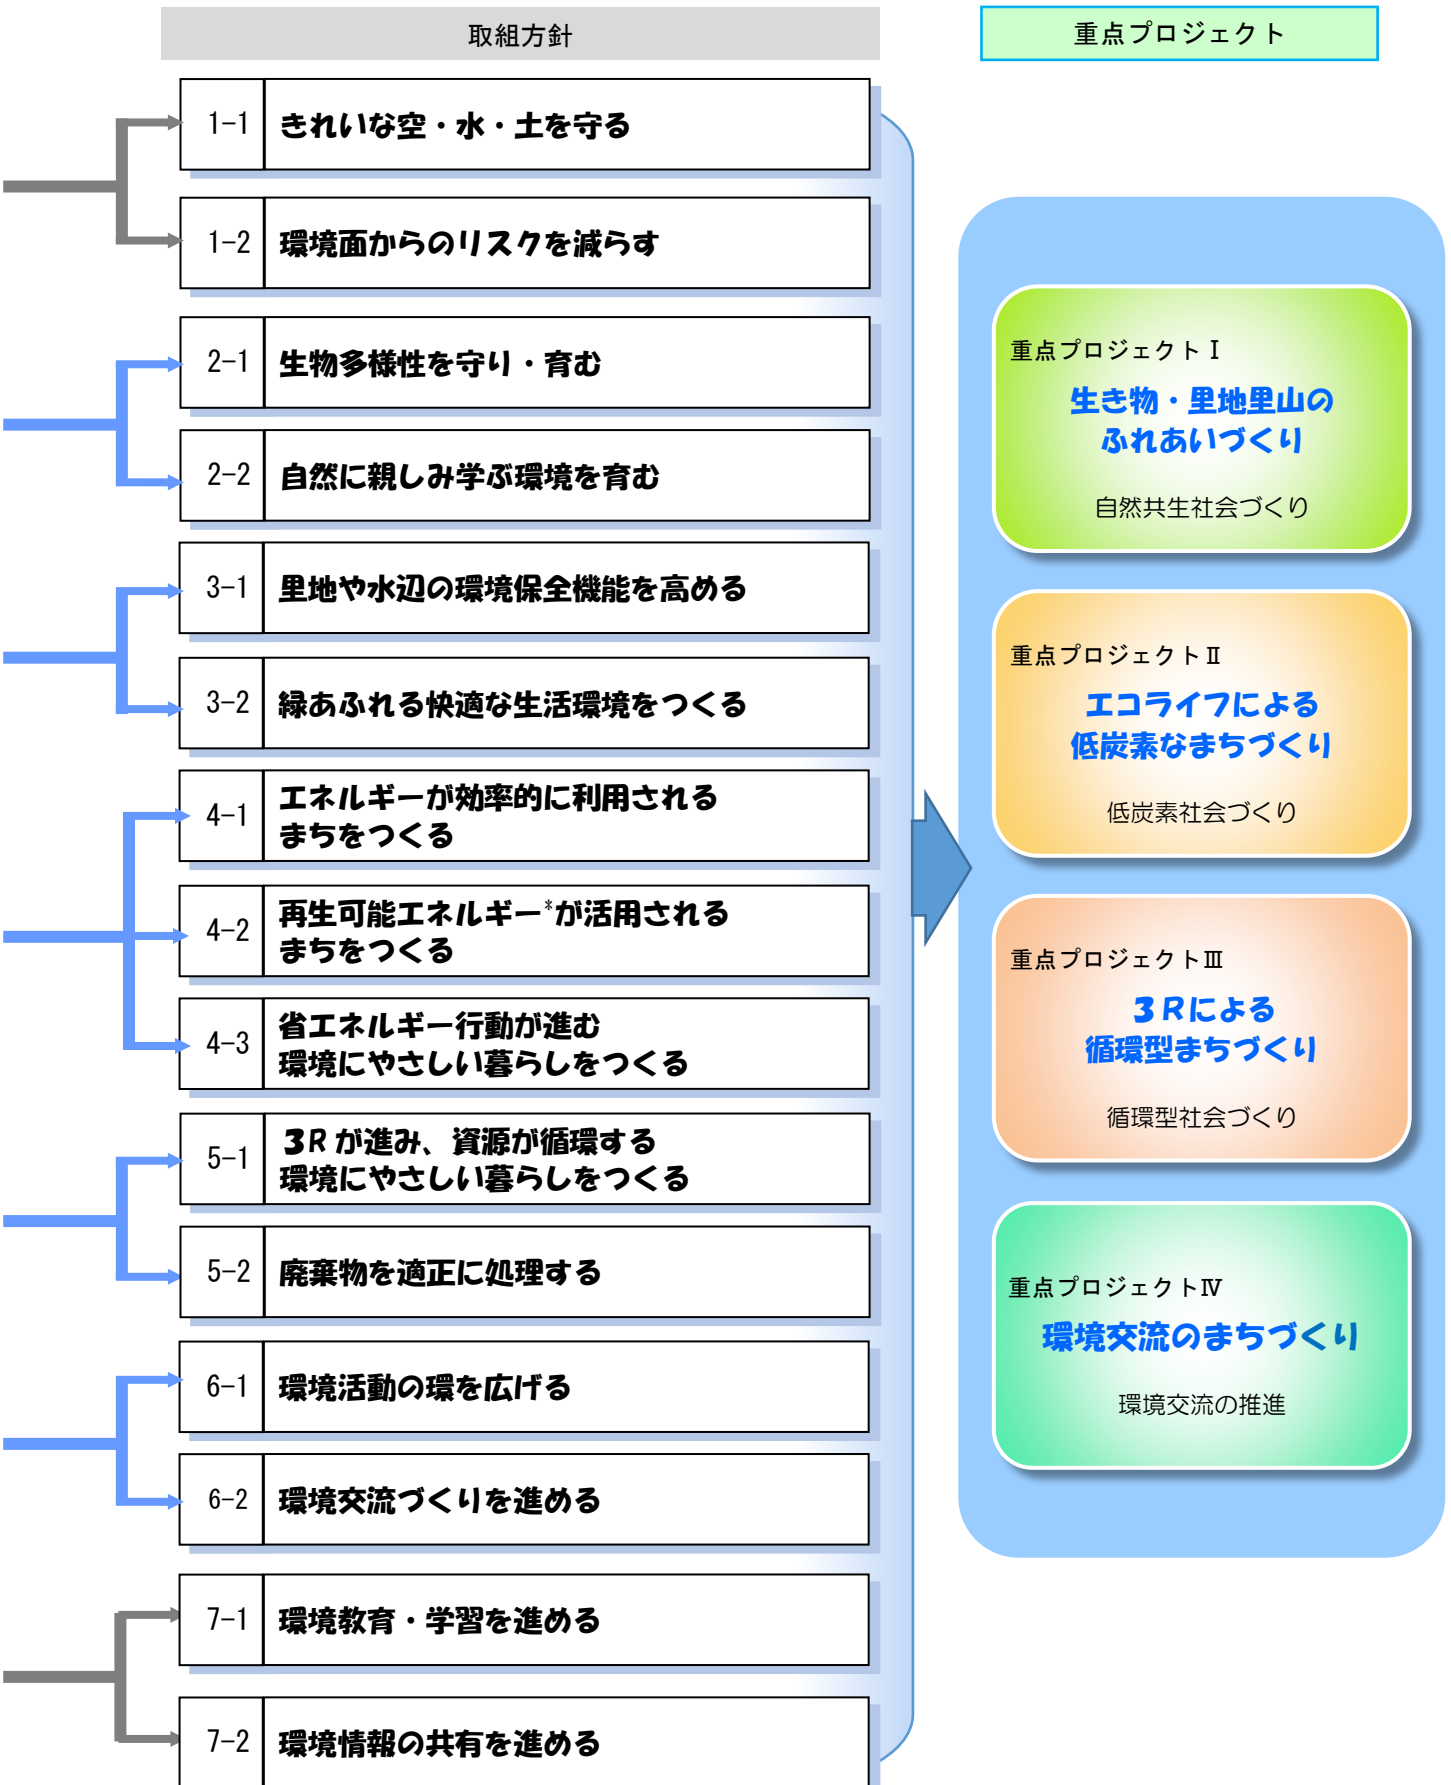 取組方針
1-1 きれいな空・水・土を守る
1-2 環境面からのリスクを減らす
2-1 生物多様性を守り・育む
2-2 自然に親しみ学ぶ環境を育む
3-1 里地や水辺の環境保全機能を高める
3-2 緑あふれる快適な生活環境をつくる
4-1 エネルギーが効率的に利用される
まちをつくる
4-2 再生可能エネルギー*が活用される
まちをつくる
4-3 省エネルギー行動が進む
環境にやさしい暮らしをつくる
5-1 3Rが進み、資源が循環する
環境にやさしい暮らしをつくる
5-2 廃棄物を適正に処理する
6-1 環境活動の環を広げる
6-2 環境交流づくりを進める
7-1 環境教育・学習を進める
7-2 環境情報の共有を進める
重点プロジェクト
重点プロジェクトⅠ
生き物・里地里山の
ふれあいづくり
自然共生社会づくり
重点プロジェクトⅡ
エコライフによる
低炭素なまちづくり
低炭素社会づくり
重点プロジェクトⅢ
3Rによる
循環型まちづくり
循環型社会づくり
重点プロジェクトⅣ
環境交流のまちづくり
環境交流の推進